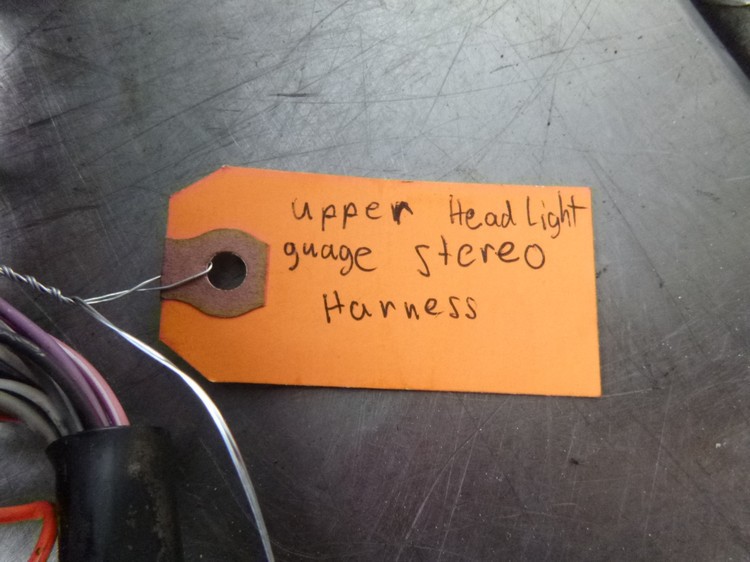 upper Head Light
guage stereo
Harness